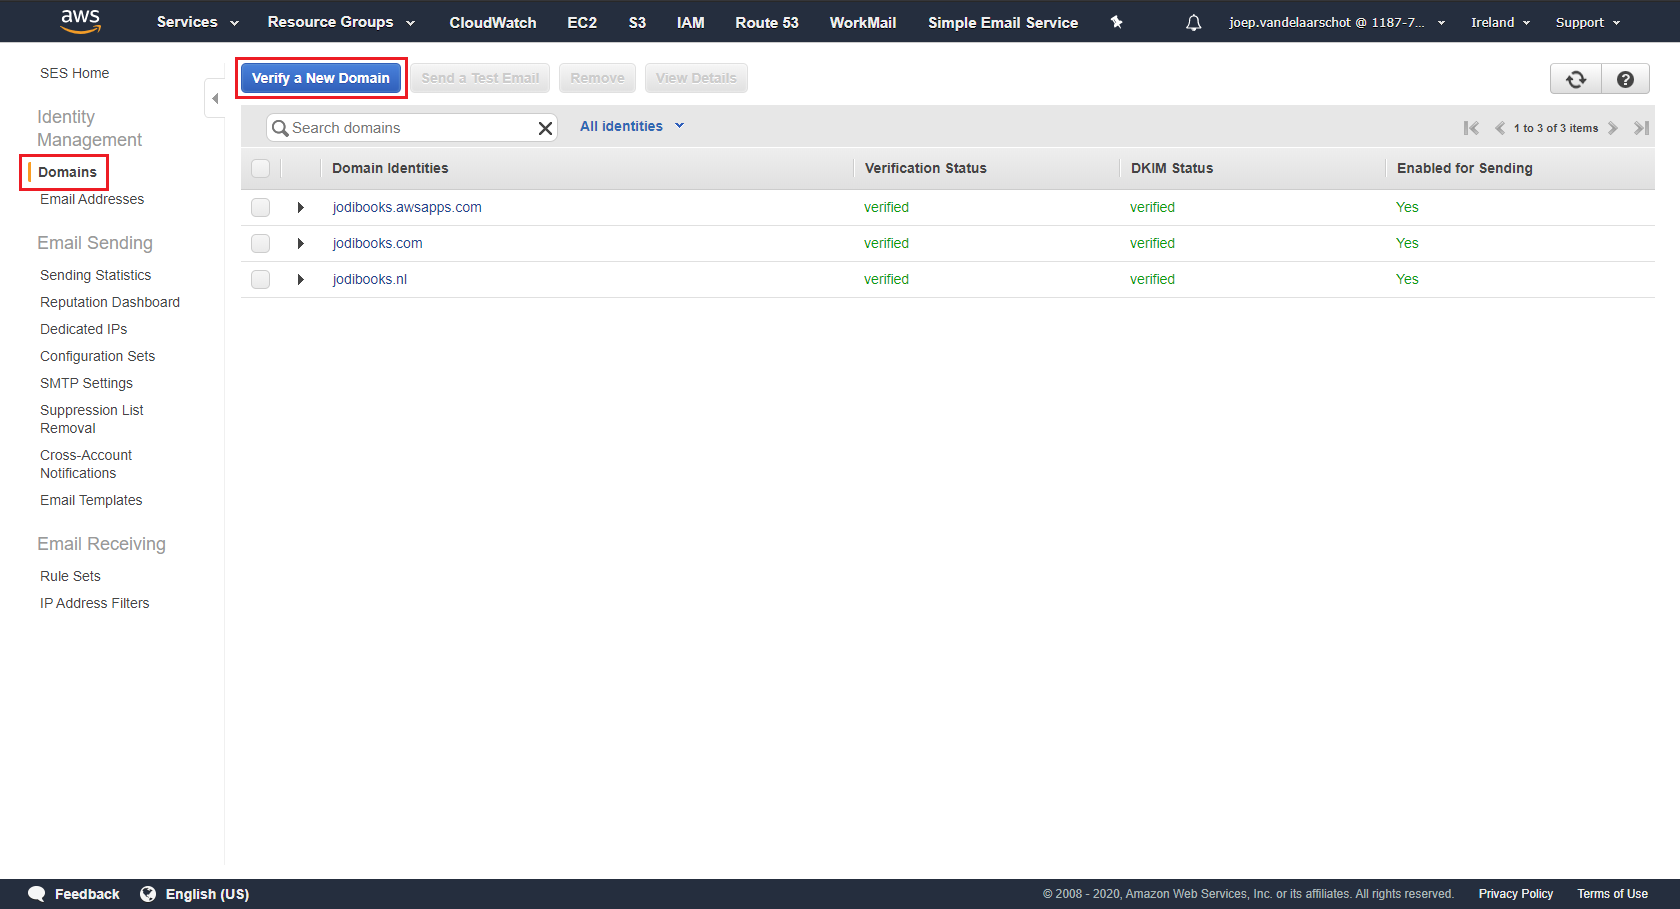 aws Services Resource Groups CloudWatch EC2 S3 IAM Route 53 WorkMail Simple Email Service joep.vandelaarschot @ 1187-7... Ireland Support
SES Home
Identity
Management
Domains
Email Addresses
Email Sending
Sending Statistics
Reputation Dashboard
Dedicated IPs
Configuration Sets
SMTP Settings
Suppression List
Removal
Cross-Account
Notifications
Email Templates
Email Receiving
Rule Sets
IP Address Filters
Verify a New Domain Send a Test Email Remove View Details
Search domains All identities 1 to 3 of 3 items
Domain Identities Verification Status DKIM Status Enabled for Sending
jodibooks.awsapps.com verified verified Yes
jodibooks.com verified verified Yes
jodibooks.nl verified verified Yes
Feedback English (US) © 2008 - 2020, Amazon Web Services, Inc. or its affiliates. All rights reserved. Privacy Policy Terms of Use